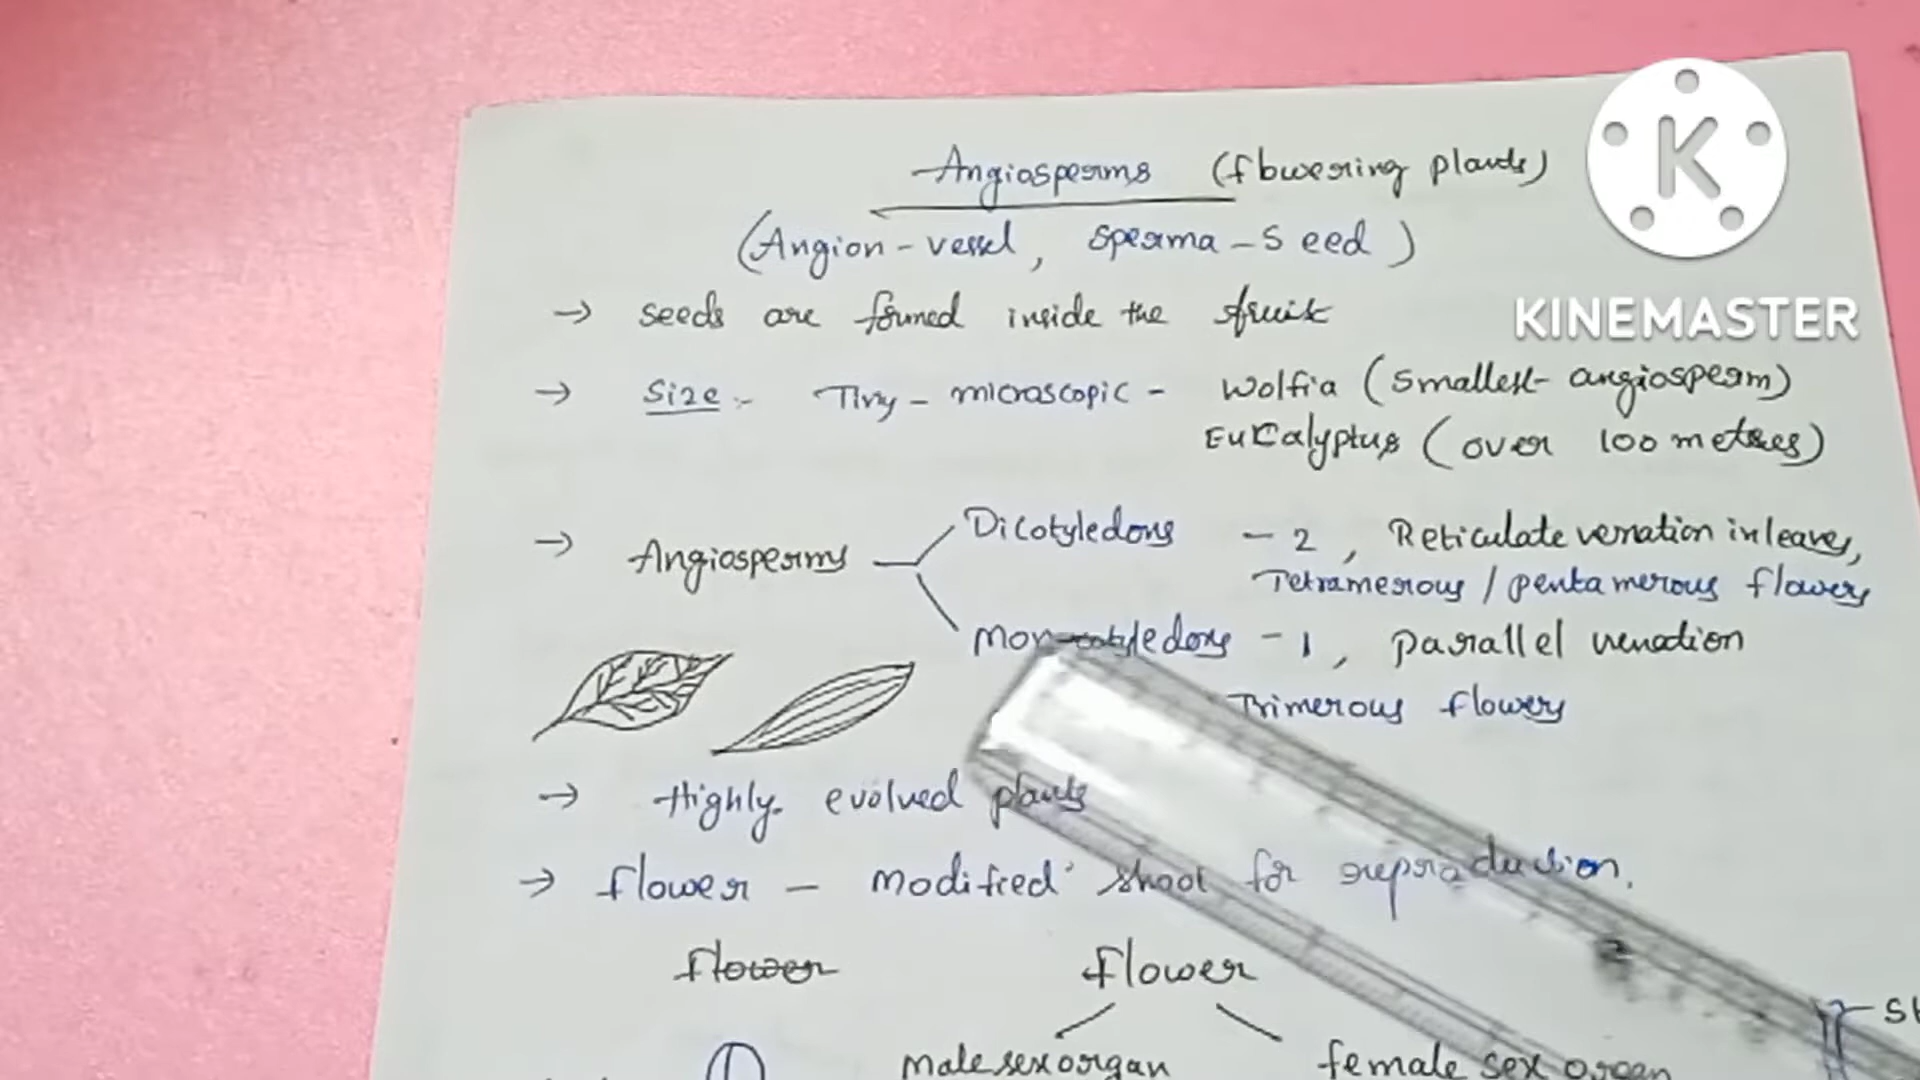 Angiosperms (flowering plants)
(Angion - vessel, sperma - Seed)
K
KINEMASTER
→ seeds are formed inside the fruit
→ Size :- Tiny - microscopic - Wolfia (Smallest - angiosperm)
Eucalyptus (over 100 metres)
→ Angiosperms
Dicotyledons - 2, Reticulate venation in leaves,
Tetramerous / pentamerous flowers
Monocotyledons - 1, parallel venation
Trimerous flowers
→ Highly evolved plants
→ flower - modified shoot for reproduction.
flower
flower
male sex organ
female sex organ
2